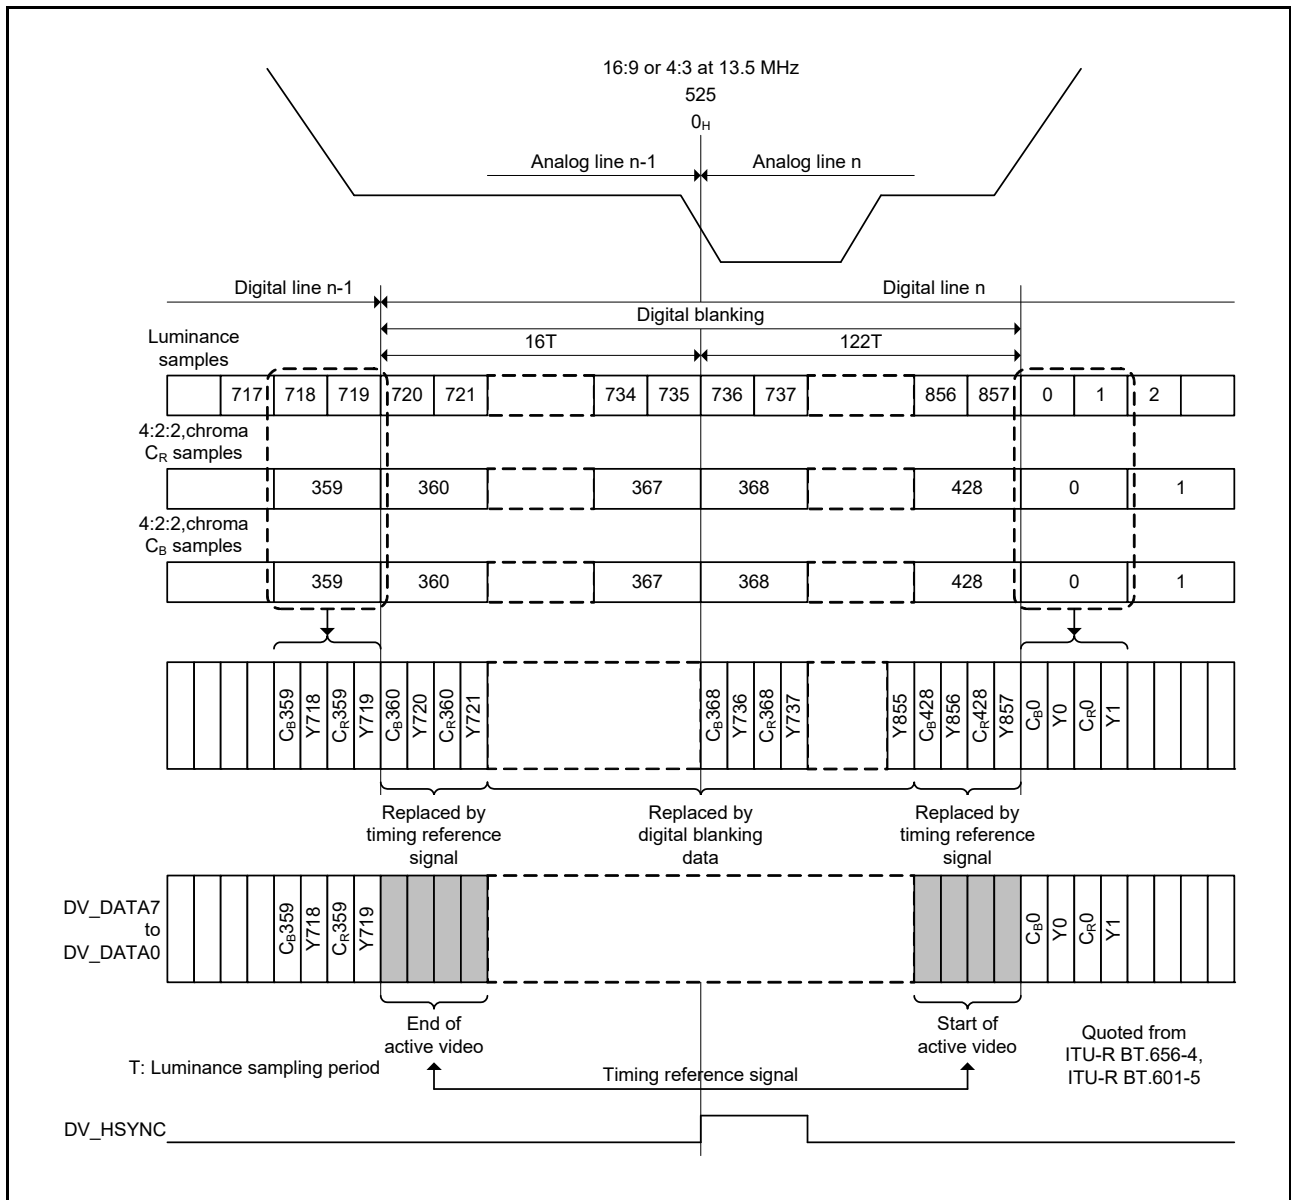 16:9 or 4:3 at 13.5 MHz
525
0H
Analog line n-1 Analog line n
Digital line n-1 Digital line n
Digital blanking
16T 122T
Luminance
samples
717 718 719 720 721 734 735 736 737 856 857 0 1 2
4:2:2,chroma
CR samples
359 360 367 368 428 0 1
4:2:2,chroma
CB samples
359 360 367 368 428 0 1
CB359 Y718 CR359 Y719 CB360 Y720 CR360 Y721 CB368 Y736 CR368 Y737 Y855 CB428 Y856 CR428 Y857 CB0 Y0 CR0 Y1
Replaced by
timing reference
signal
Replaced by
digital blanking
data
Replaced by
timing reference
signal
DV_DATA7
to
DV_DATA0
CB359 Y718 CR359 Y719 CB0 Y0 CR0 Y1
End of
active video
Start of
active video
Quoted from
ITU-R BT.656-4,
ITU-R BT.601-5
T: Luminance sampling period
Timing reference signal
DV_HSYNC